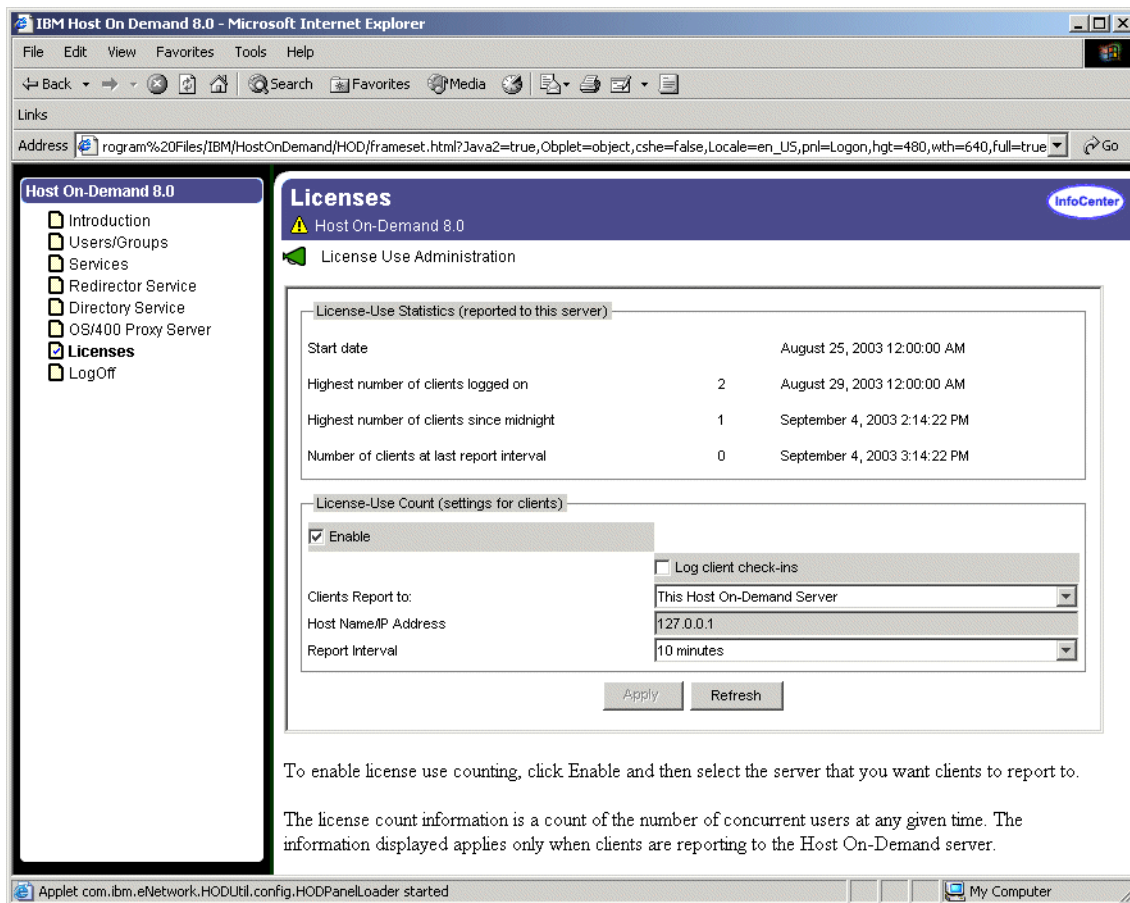 IBM Host On Demand 8.0 - Microsoft Internet Explorer
File Edit View Favorites Tools Help
Back Search Favorites Media
Links
Address rogram%20Files/IBM/HostOnDemand/HOD/frameset.html?Java2=true,Obplet=object,cshe=false,Locale=en_US,pnl=Logon,hgt=480,wth=640,full=true Go
Host On-Demand 8.0
Introduction
Users/Groups
Services
Redirector Service
Directory Service
OS/400 Proxy Server
Licenses
LogOff
Licenses
InfoCenter
Host On-Demand 8.0
License Use Administration
License-Use Statistics (reported to this server)
Start date August 25, 2003 12:00:00 AM
Highest number of clients logged on 2 August 29, 2003 12:00:00 AM
Highest number of clients since midnight 1 September 4, 2003 2:14:22 PM
Number of clients at last report interval 0 September 4, 2003 3:14:22 PM
License-Use Count (settings for clients)
Enable
Log client check-ins
Clients Report to: This Host On-Demand Server
Host Name/IP Address 127.0.0.1
Report Interval 10 minutes
Apply Refresh
To enable license use counting, click Enable and then select the server that you want clients to report to.
The license count information is a count of the number of concurrent users at any given time. The
information displayed applies only when clients are reporting to the Host On-Demand server.
Applet com.ibm.eNetwork.HODUtil.config.HODPanelLoader started My Computer